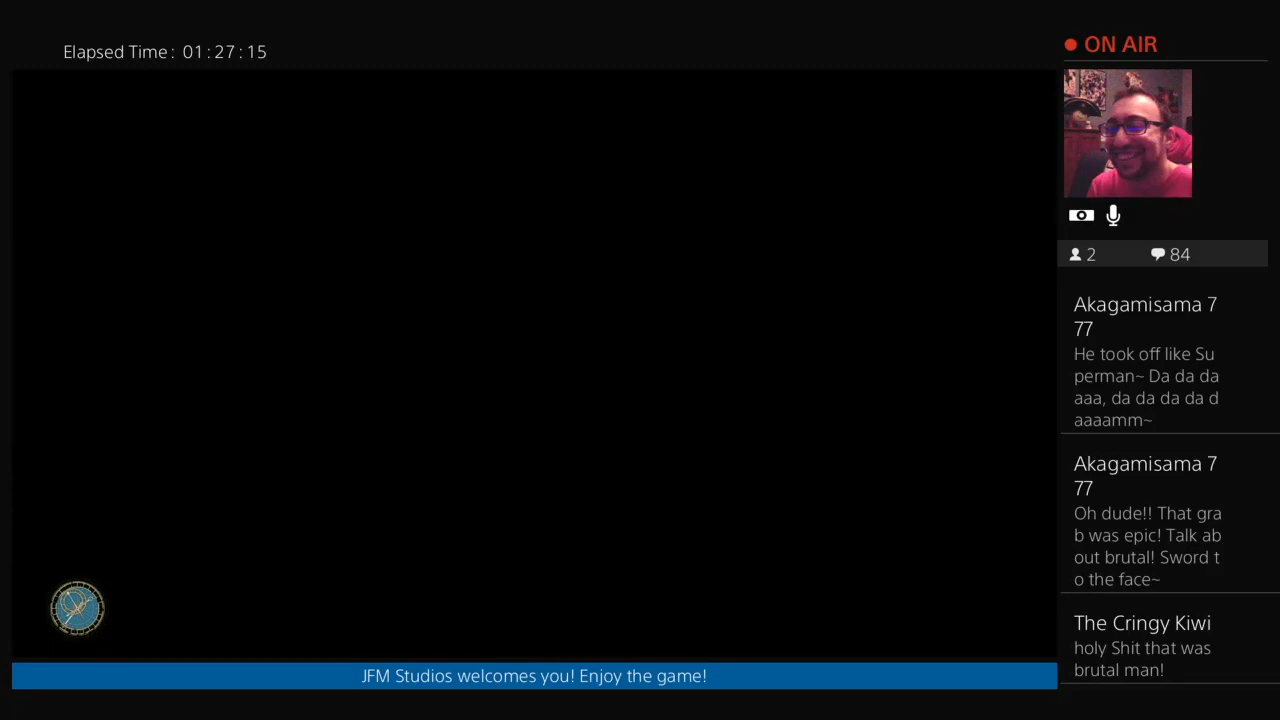 Elapsed Time: 01:27:15
ON AIR
2
84
Akagamisama 7
77
He took off like Su
perman~ Da da da
aaa, da da da da d
aaaamm~
Akagamisama 7
77
Oh dude!! That gra
b was epic! Talk ab
out brutal! Sword t
o the face~
The Cringy Kiwi
holy Shit that was
brutal man!
JFM Studios welcomes you! Enjoy the game!